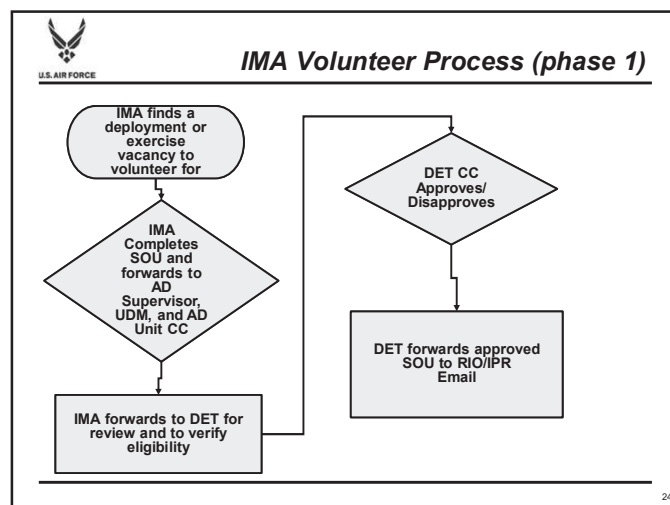 U.S. AIR FORCE
IMA Volunteer Process (phase 1)
IMA finds a
deployment or
exercise
vacancy to
volunteer for
IMA
Completes
SOU and
forwards to
AD
Supervisor,
UDM, and AD
Unit CC
IMA forwards to DET for
review and to verify
eligibility
DET CC
Approves/
Disapproves
DET forwards approved
SOU to RIO/IPR
Email
24